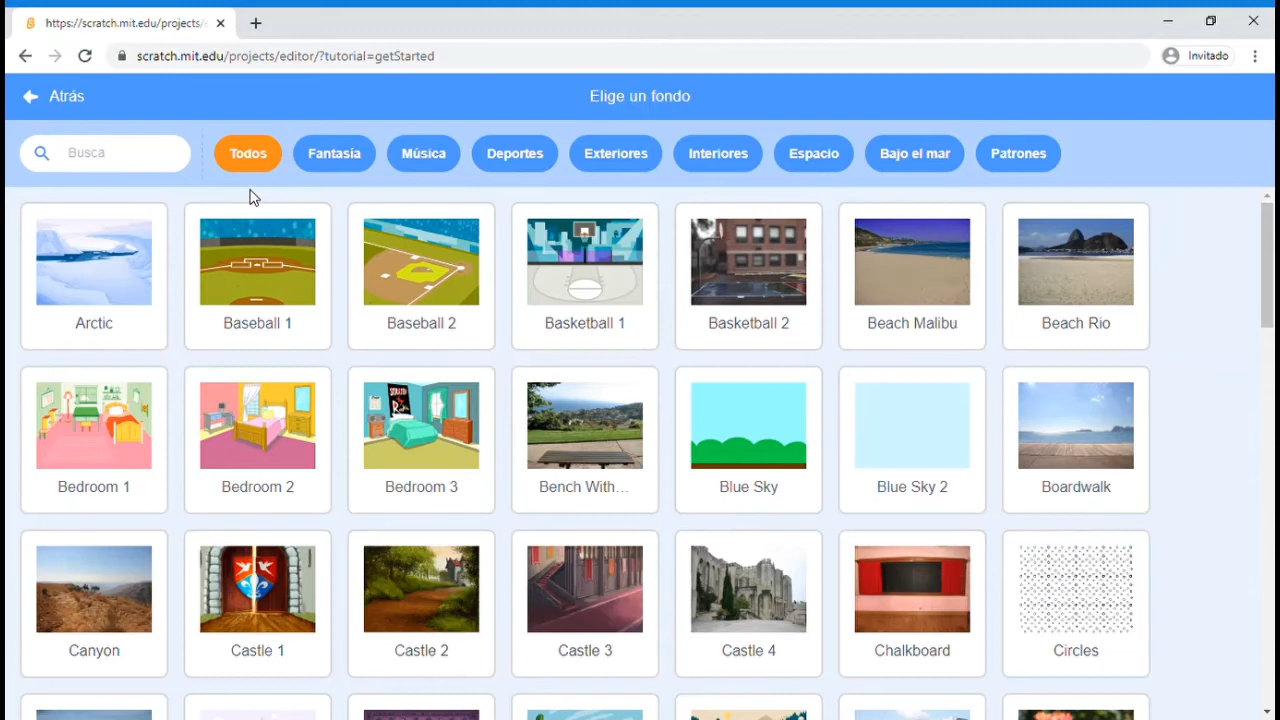 https://scratch.mit.edu/projects/
scratch.mit.edu/projects/editor/?tutorial=getStarted
Invitado
Atrás
Elige un fondo
Busca
Todos
Fantasía
Música
Deportes
Exteriores
Interiores
Espacio
Bajo el mar
Patrones
Arctic
Baseball 1
Baseball 2
Basketball 1
Basketball 2
Beach Malibu
Beach Rio
Bedroom 1
Bedroom 2
Bedroom 3
Bench With...
Blue Sky
Blue Sky 2
Boardwalk
Canyon
Castle 1
Castle 2
Castle 3
Castle 4
Chalkboard
Circles